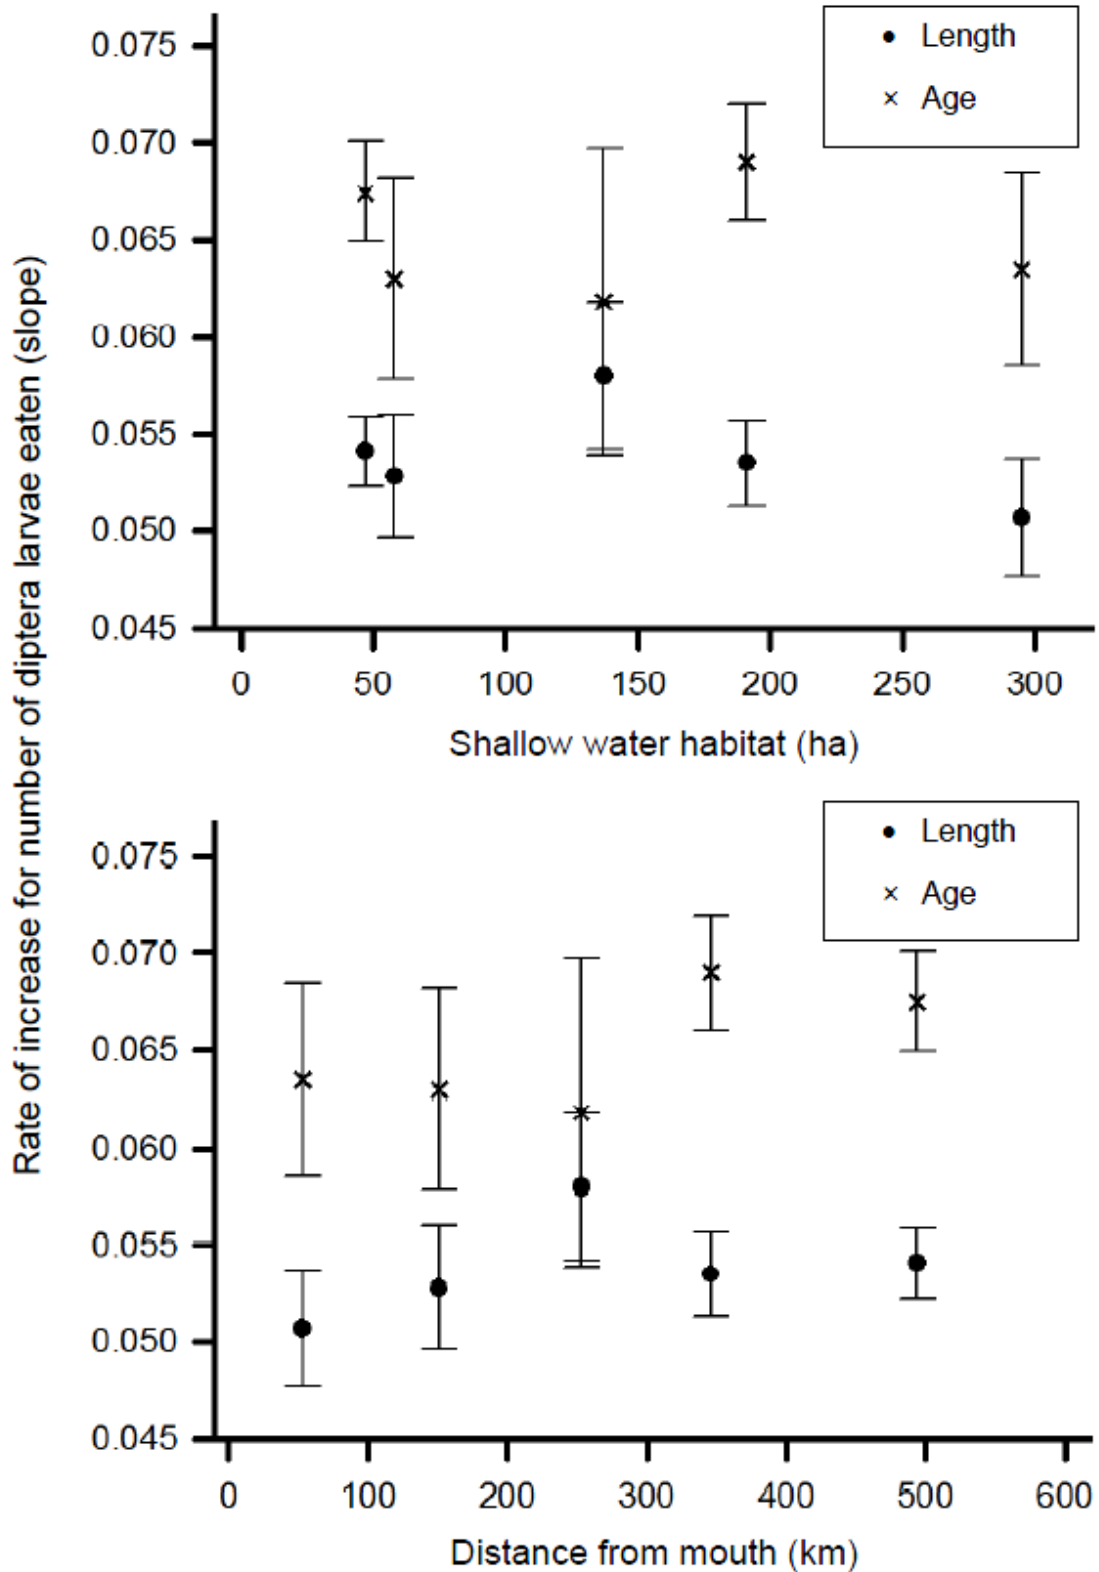 Rate of increase for number of diptera larvae eaten (slope)
0.075
0.070
0.065
0.060
0.055
0.050
0.045
0 50 100 150 200 250 300
Shallow water habitat (ha)
Length
Age
0.075
0.070
0.065
0.060
0.055
0.050
0.045
0 100 200 300 400 500 600
Distance from mouth (km)
Length
Age